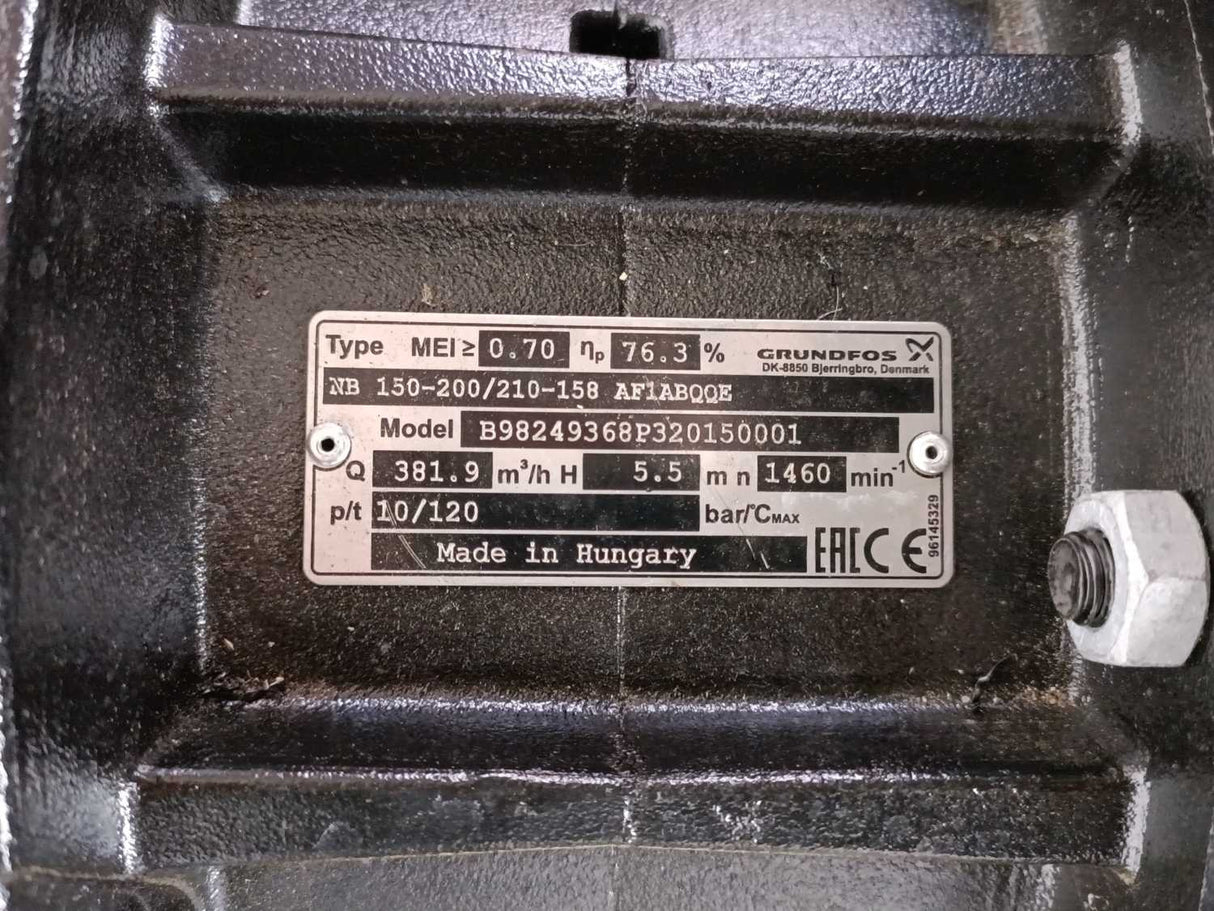 Type MEI ≥ 0.70 ηp 76.3 % GRUNDFOS
DK-8850 Bjerringbro, Denmark
NB 150-200/210-158 AF1ABQQE
Model B98249368P320150001
Q 381.9 m³/h H 5.5 m n 1460 min⁻¹
p/t 10/120 bar/°CMAX
Made in Hungary EAC CE
96145329